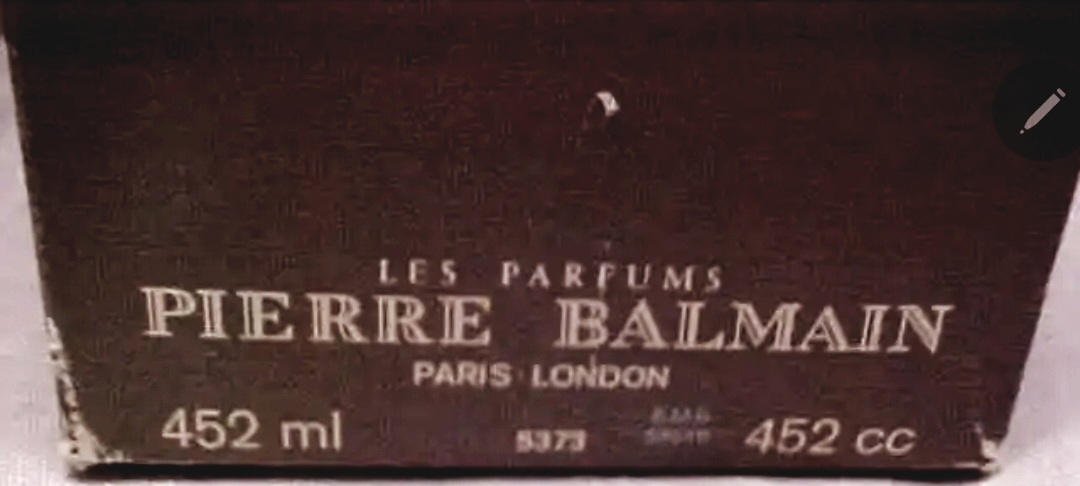 LES PARFUMS
PIERRE BALMAIN
PARIS · LONDON
452 ml 5373 452 cc